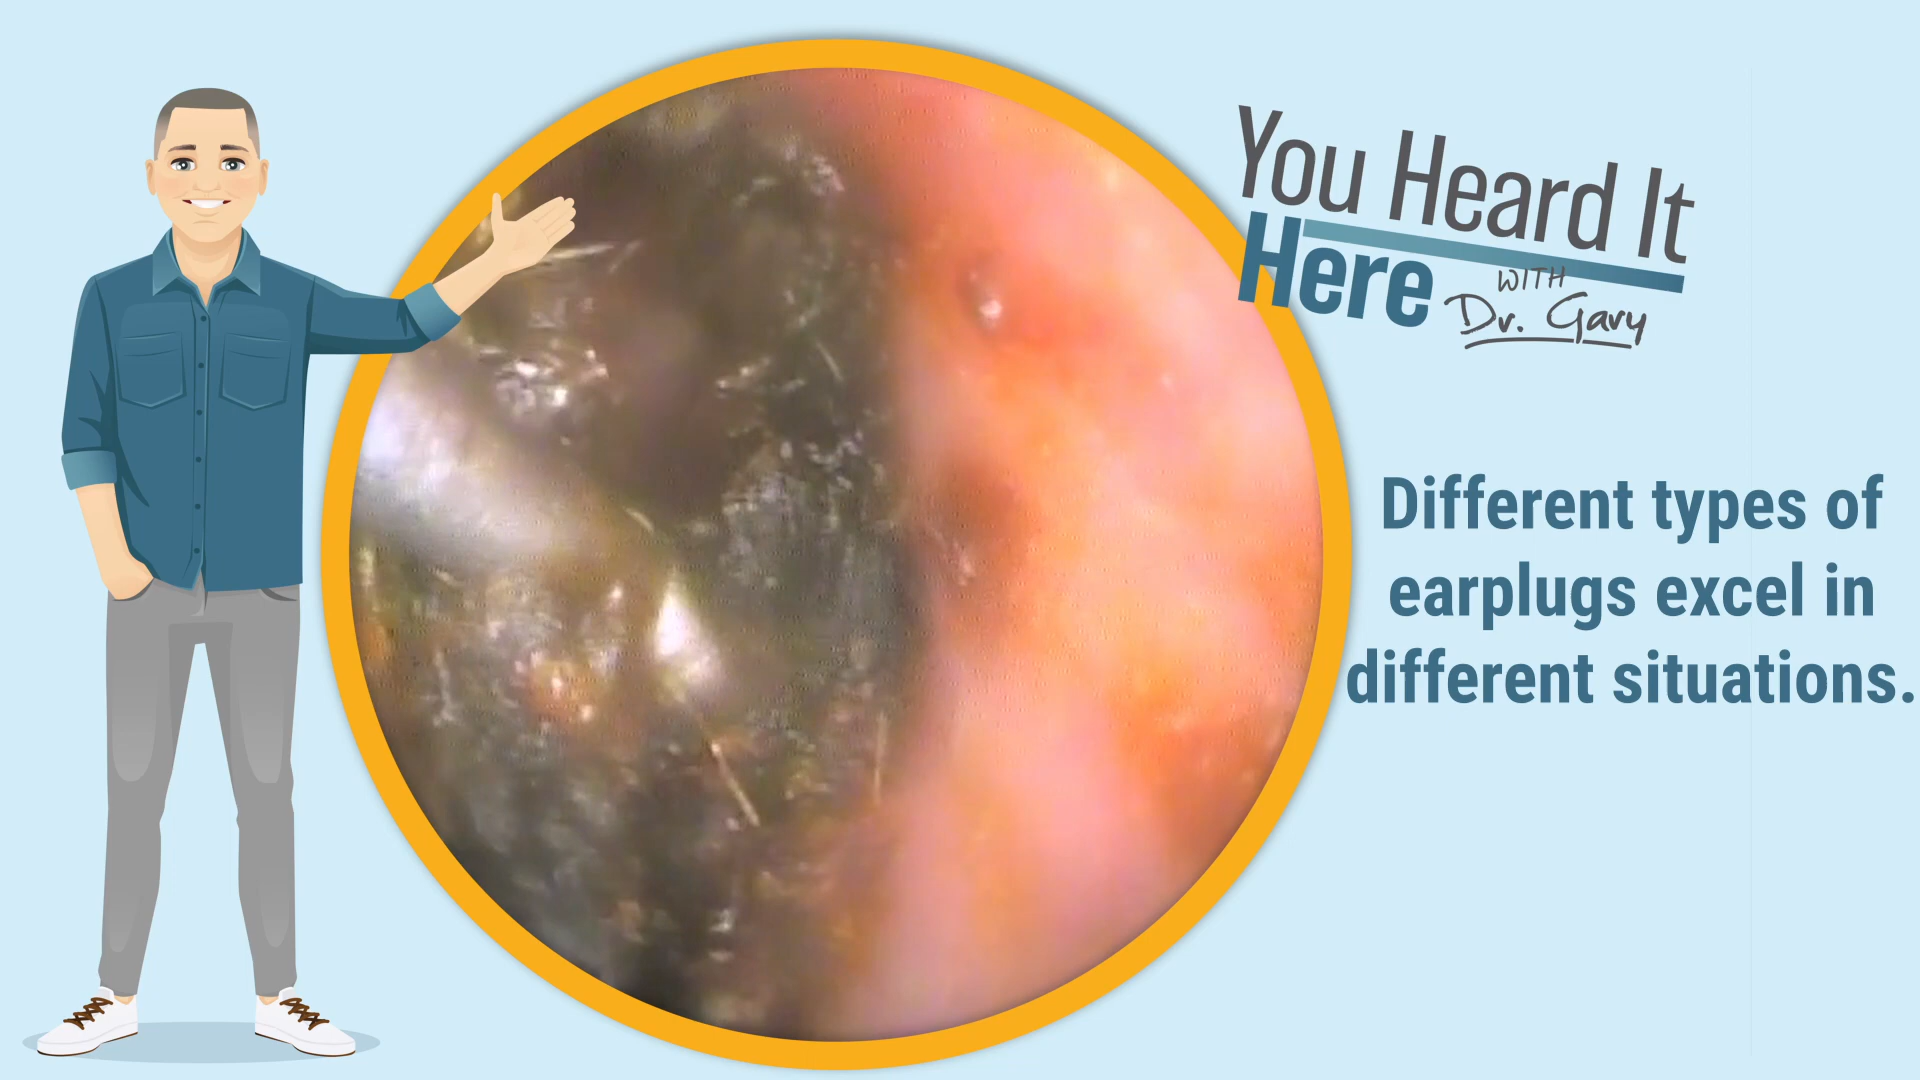 You Heard It
Here
WITH
Dr. Gary
Different types of
earplugs excel in
different situations.